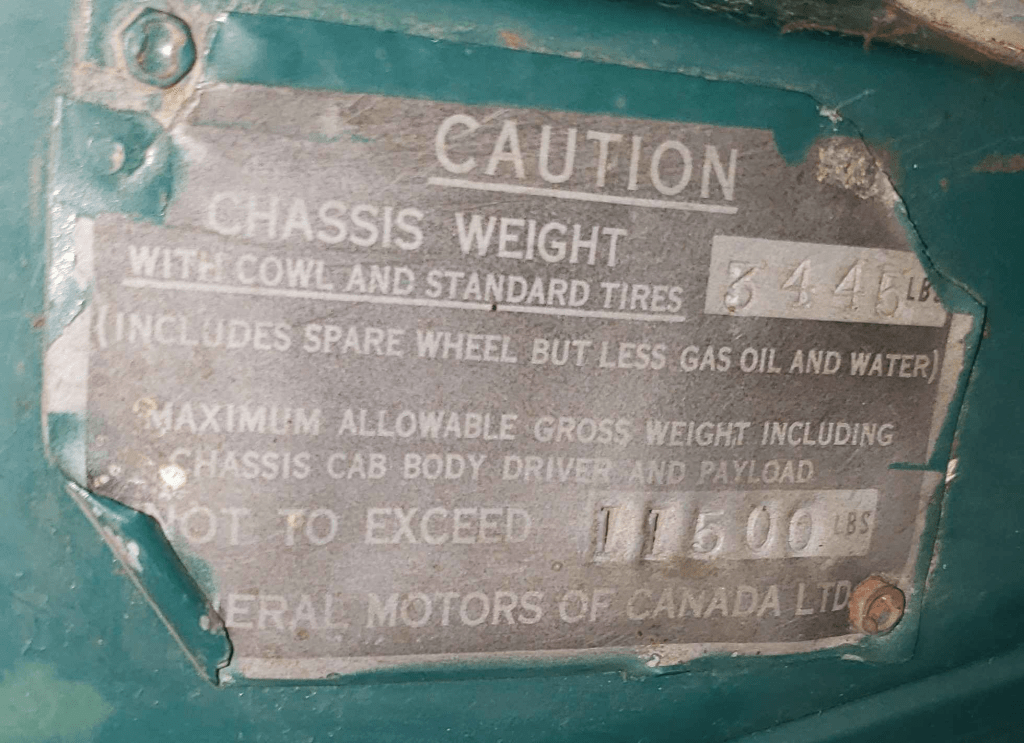 CAUTION
CHASSIS WEIGHT
WITH COWL AND STANDARD TIRES 3445 LBS
(INCLUDES SPARE WHEEL BUT LESS GAS OIL AND WATER)
MAXIMUM ALLOWABLE GROSS WEIGHT INCLUDING
CHASSIS CAB BODY DRIVER AND PAYLOAD
NOT TO EXCEED 11500 LBS
NERAL MOTORS OF CANADA LTD